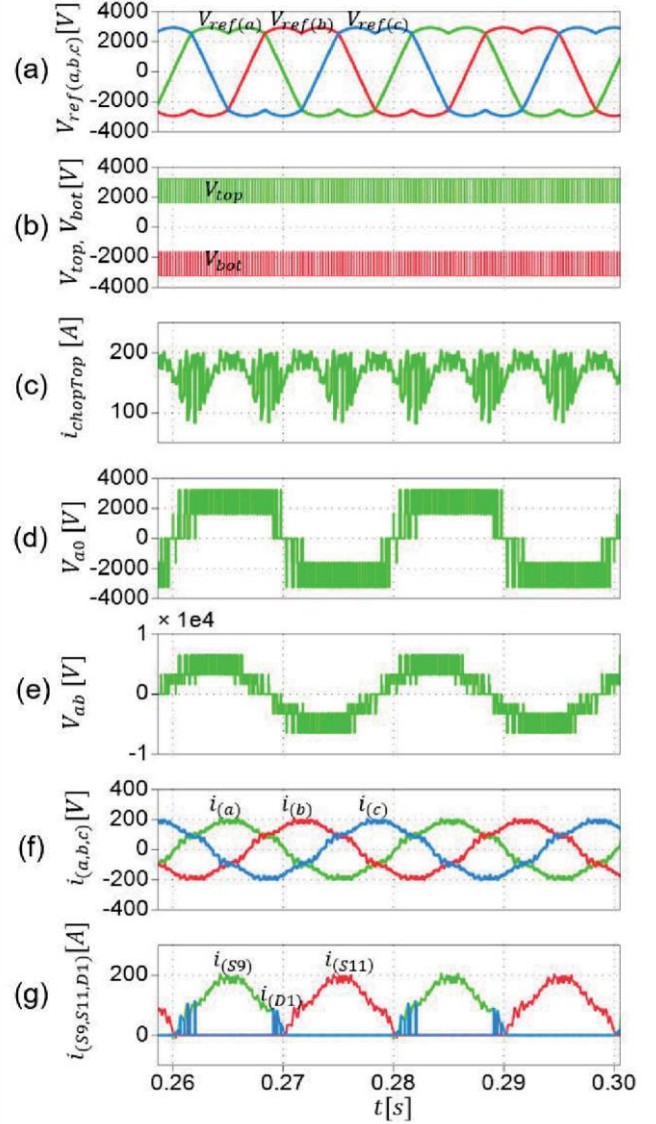 4000
V_ref(a) V_ref(b) V_ref(c)
2000
(a)
V_ref(a,b,c) [V]
0
-2000
-4000
4000
2000
V_top
(b)
V_top, V_bot [V]
0
-2000
V_bot
-4000
(c)
i_chopTop [A]
200
100
4000
2000
(d)
V_a0 [V]
0
-2000
-4000
× 1e4
1
(e)
V_ab [V]
0
-1
400
i_(a) i_(b) i_(c)
200
(f)
i_(a,b,c) [V]
0
-200
-400
i_(S9) i_(S11)
200
(g)
i_(S9,S11,D1) [A]
i_(D1)
0
0.26 0.27 0.28 0.29 0.30
t[s]